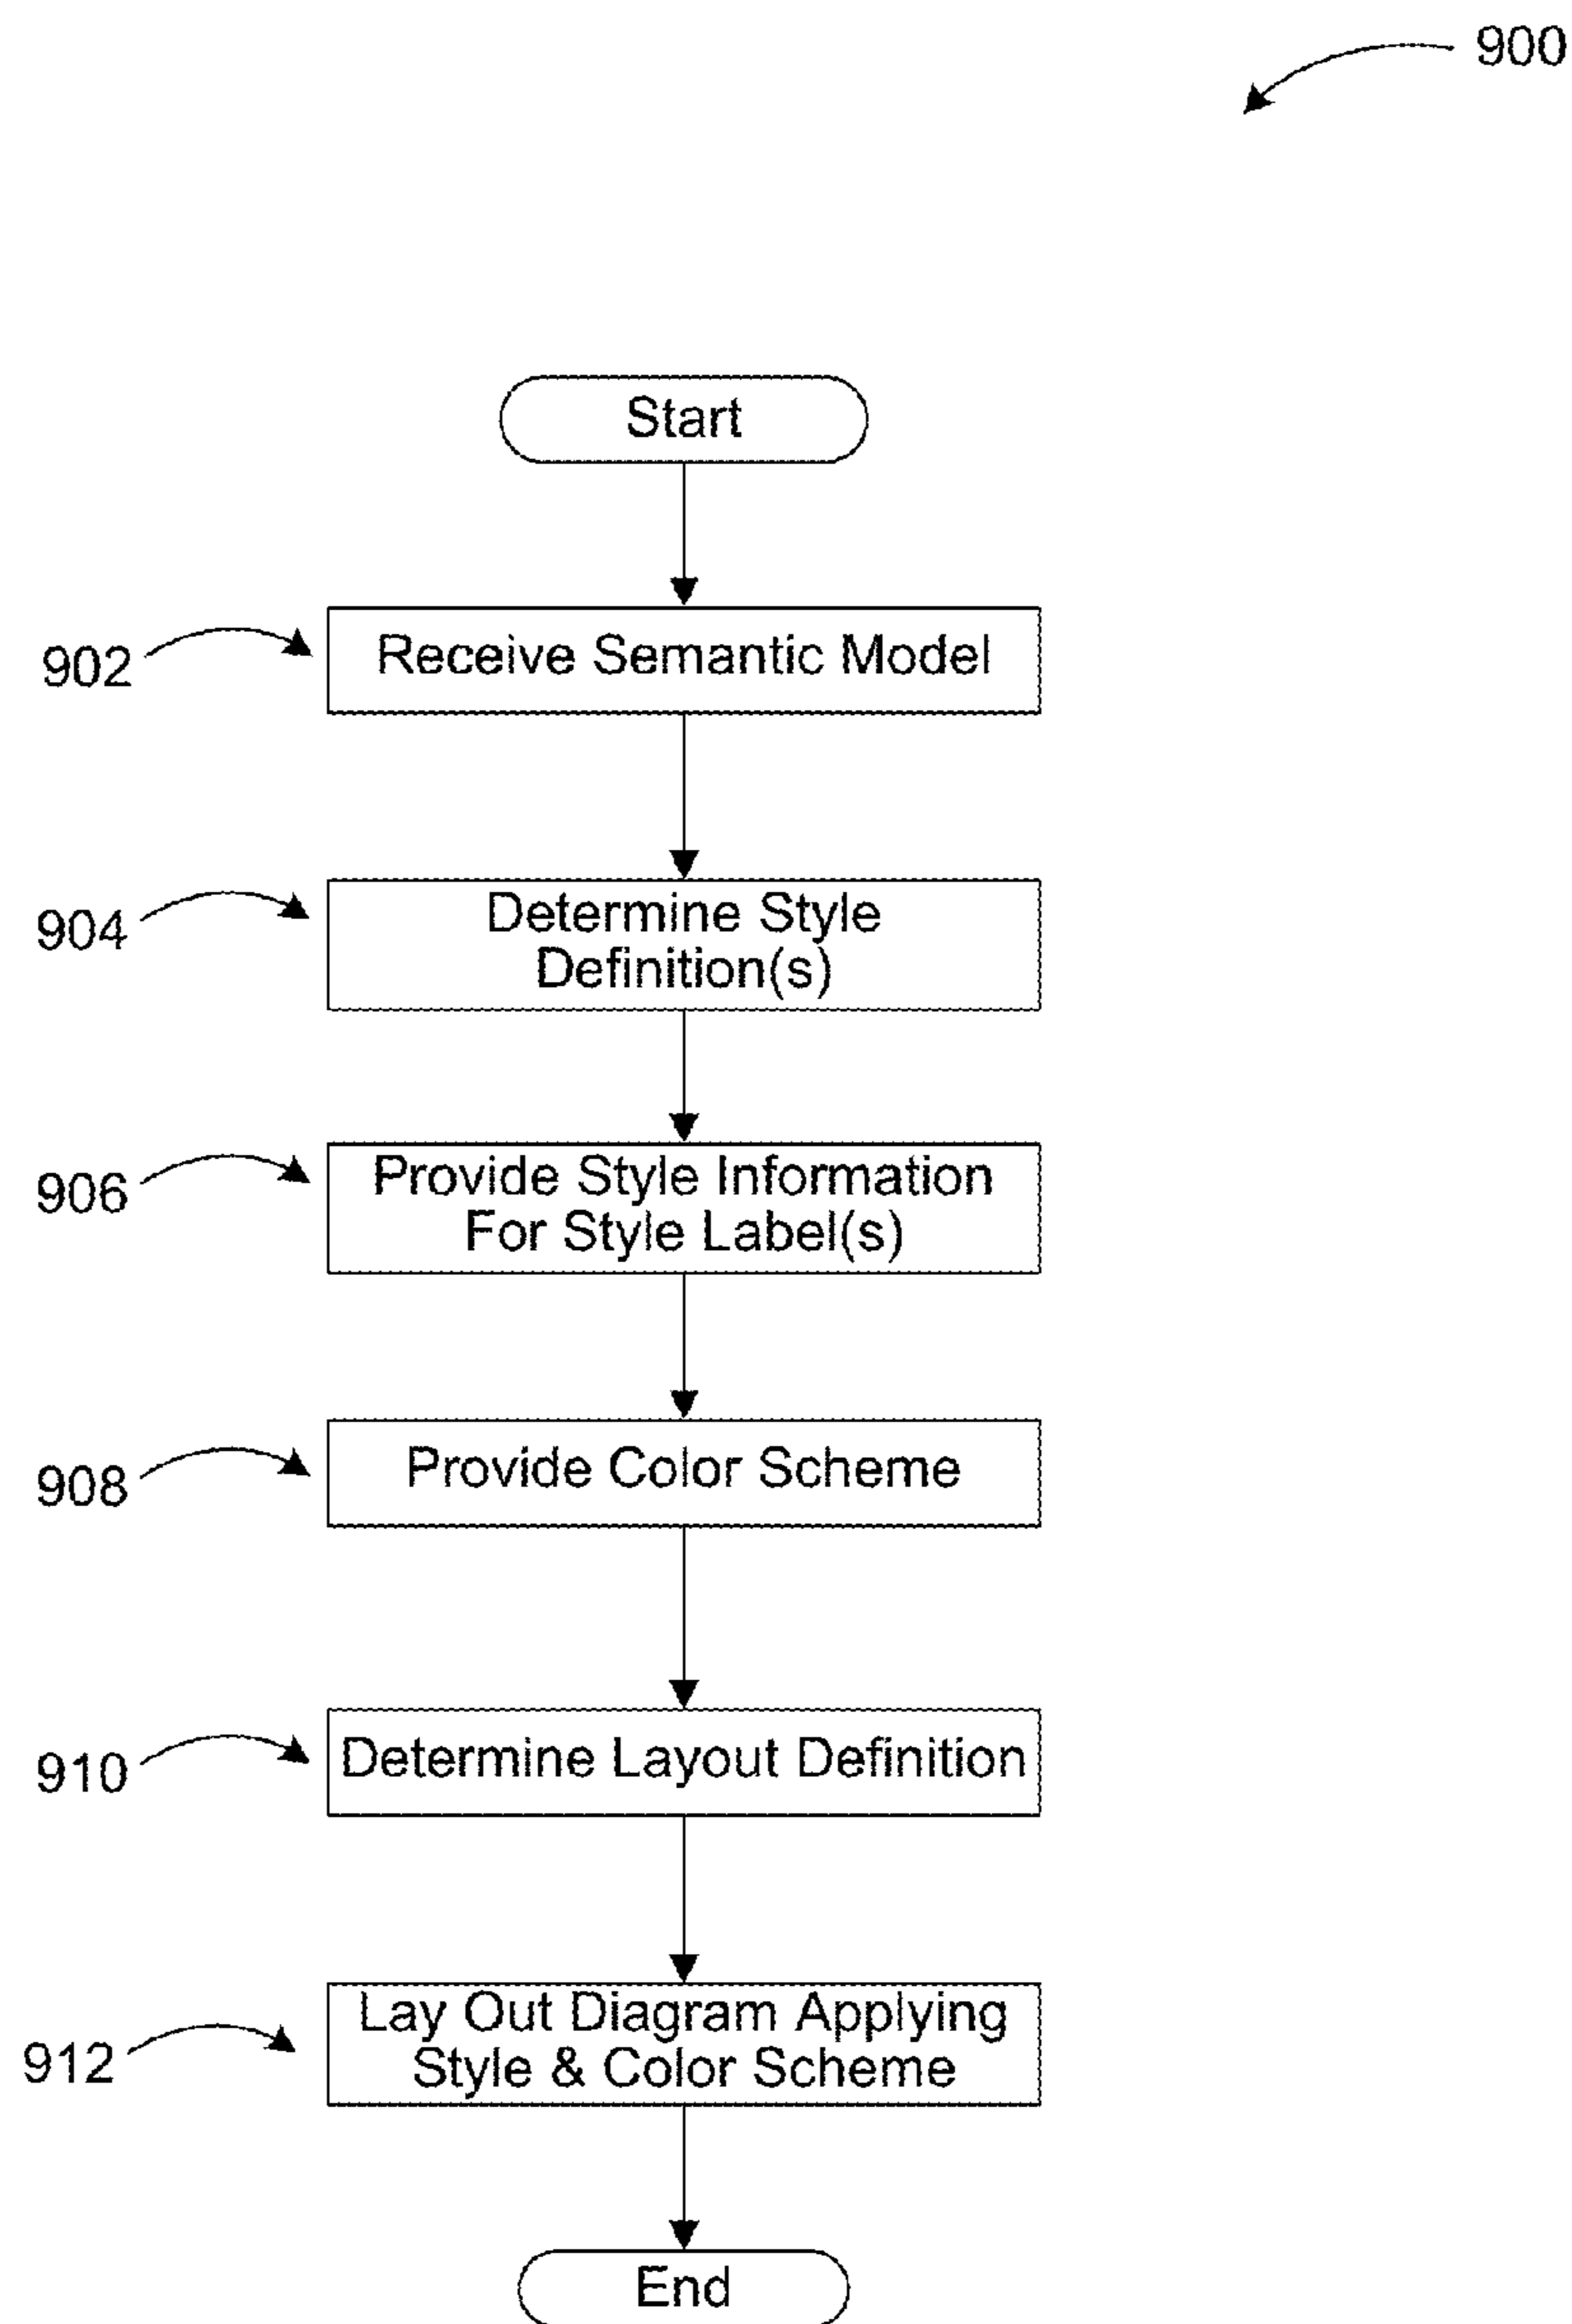 900
Start
902
Receive Semantic Model
904
Determine Style
Definition(s)
906
Provide Style Information
For Style Label(s)
908
Provide Color Scheme
910
Determine Layout Definition
912
Lay Out Diagram Applying
Style & Color Scheme
End